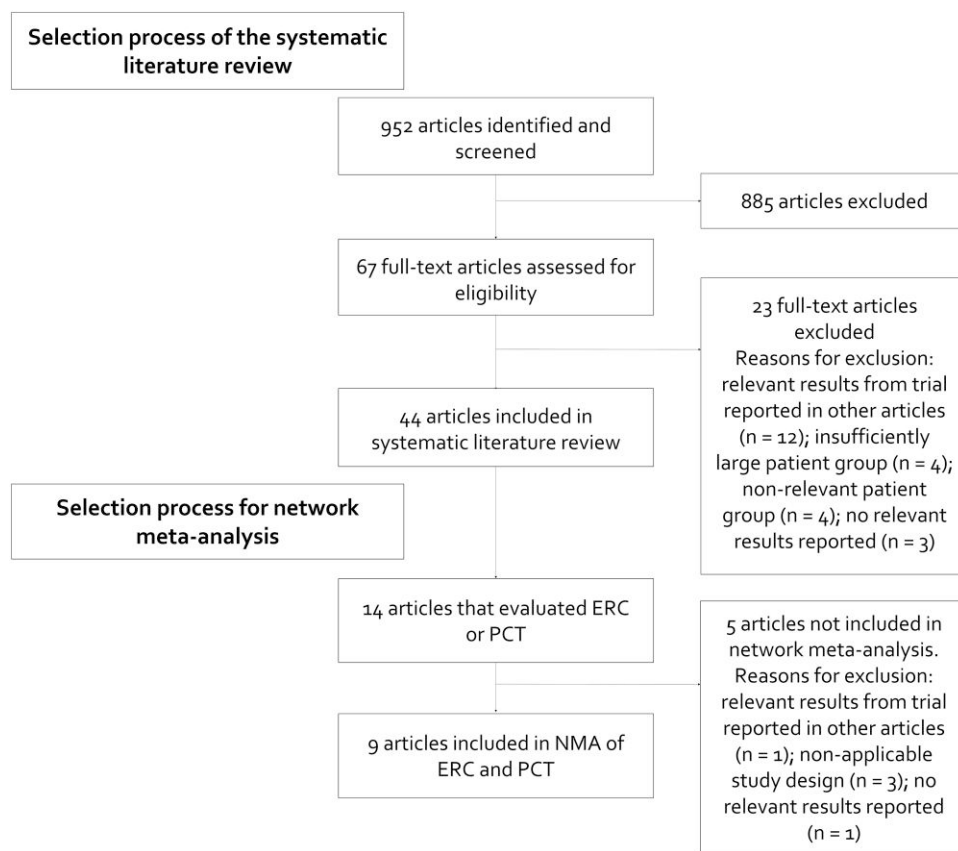 Selection process of the systematic
literature review
952 articles identified and
screened
885 articles excluded
67 full-text articles assessed for
eligibility
23 full-text articles
excluded
Reasons for exclusion:
relevant results from trial
reported in other articles
(n = 12); insufficiently
large patient group (n = 4);
non-relevant patient
group (n = 4); no relevant
results reported (n = 3)
44 articles included in
systematic literature review
Selection process for network
meta-analysis
14 articles that evaluated ERC
or PCT
5 articles not included in
network meta-analysis.
Reasons for exclusion:
relevant results from trial
reported in other articles
(n = 1); non-applicable
study design (n = 3); no
relevant results reported
(n = 1)
9 articles included in NMA of
ERC and PCT